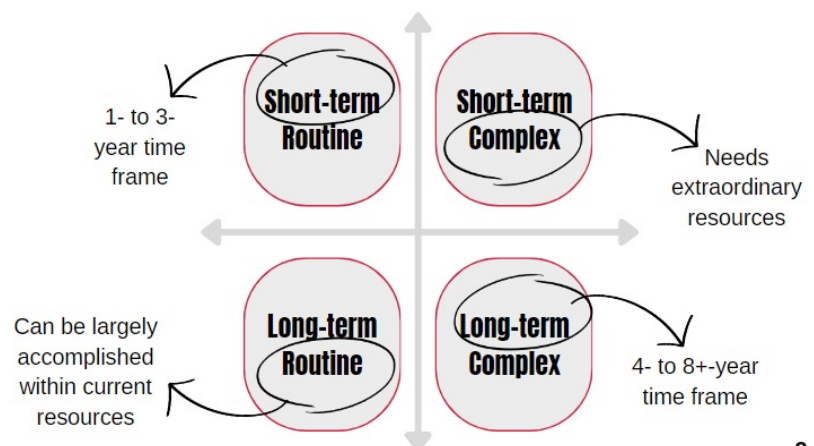 Short-term
Routine
Short-term
Complex
1- to 3-
year time
frame
Needs
extraordinary
resources
Long-term
Routine
Long-term
Complex
Can be largely
accomplished
within current
resources
4- to 8+-year
time frame